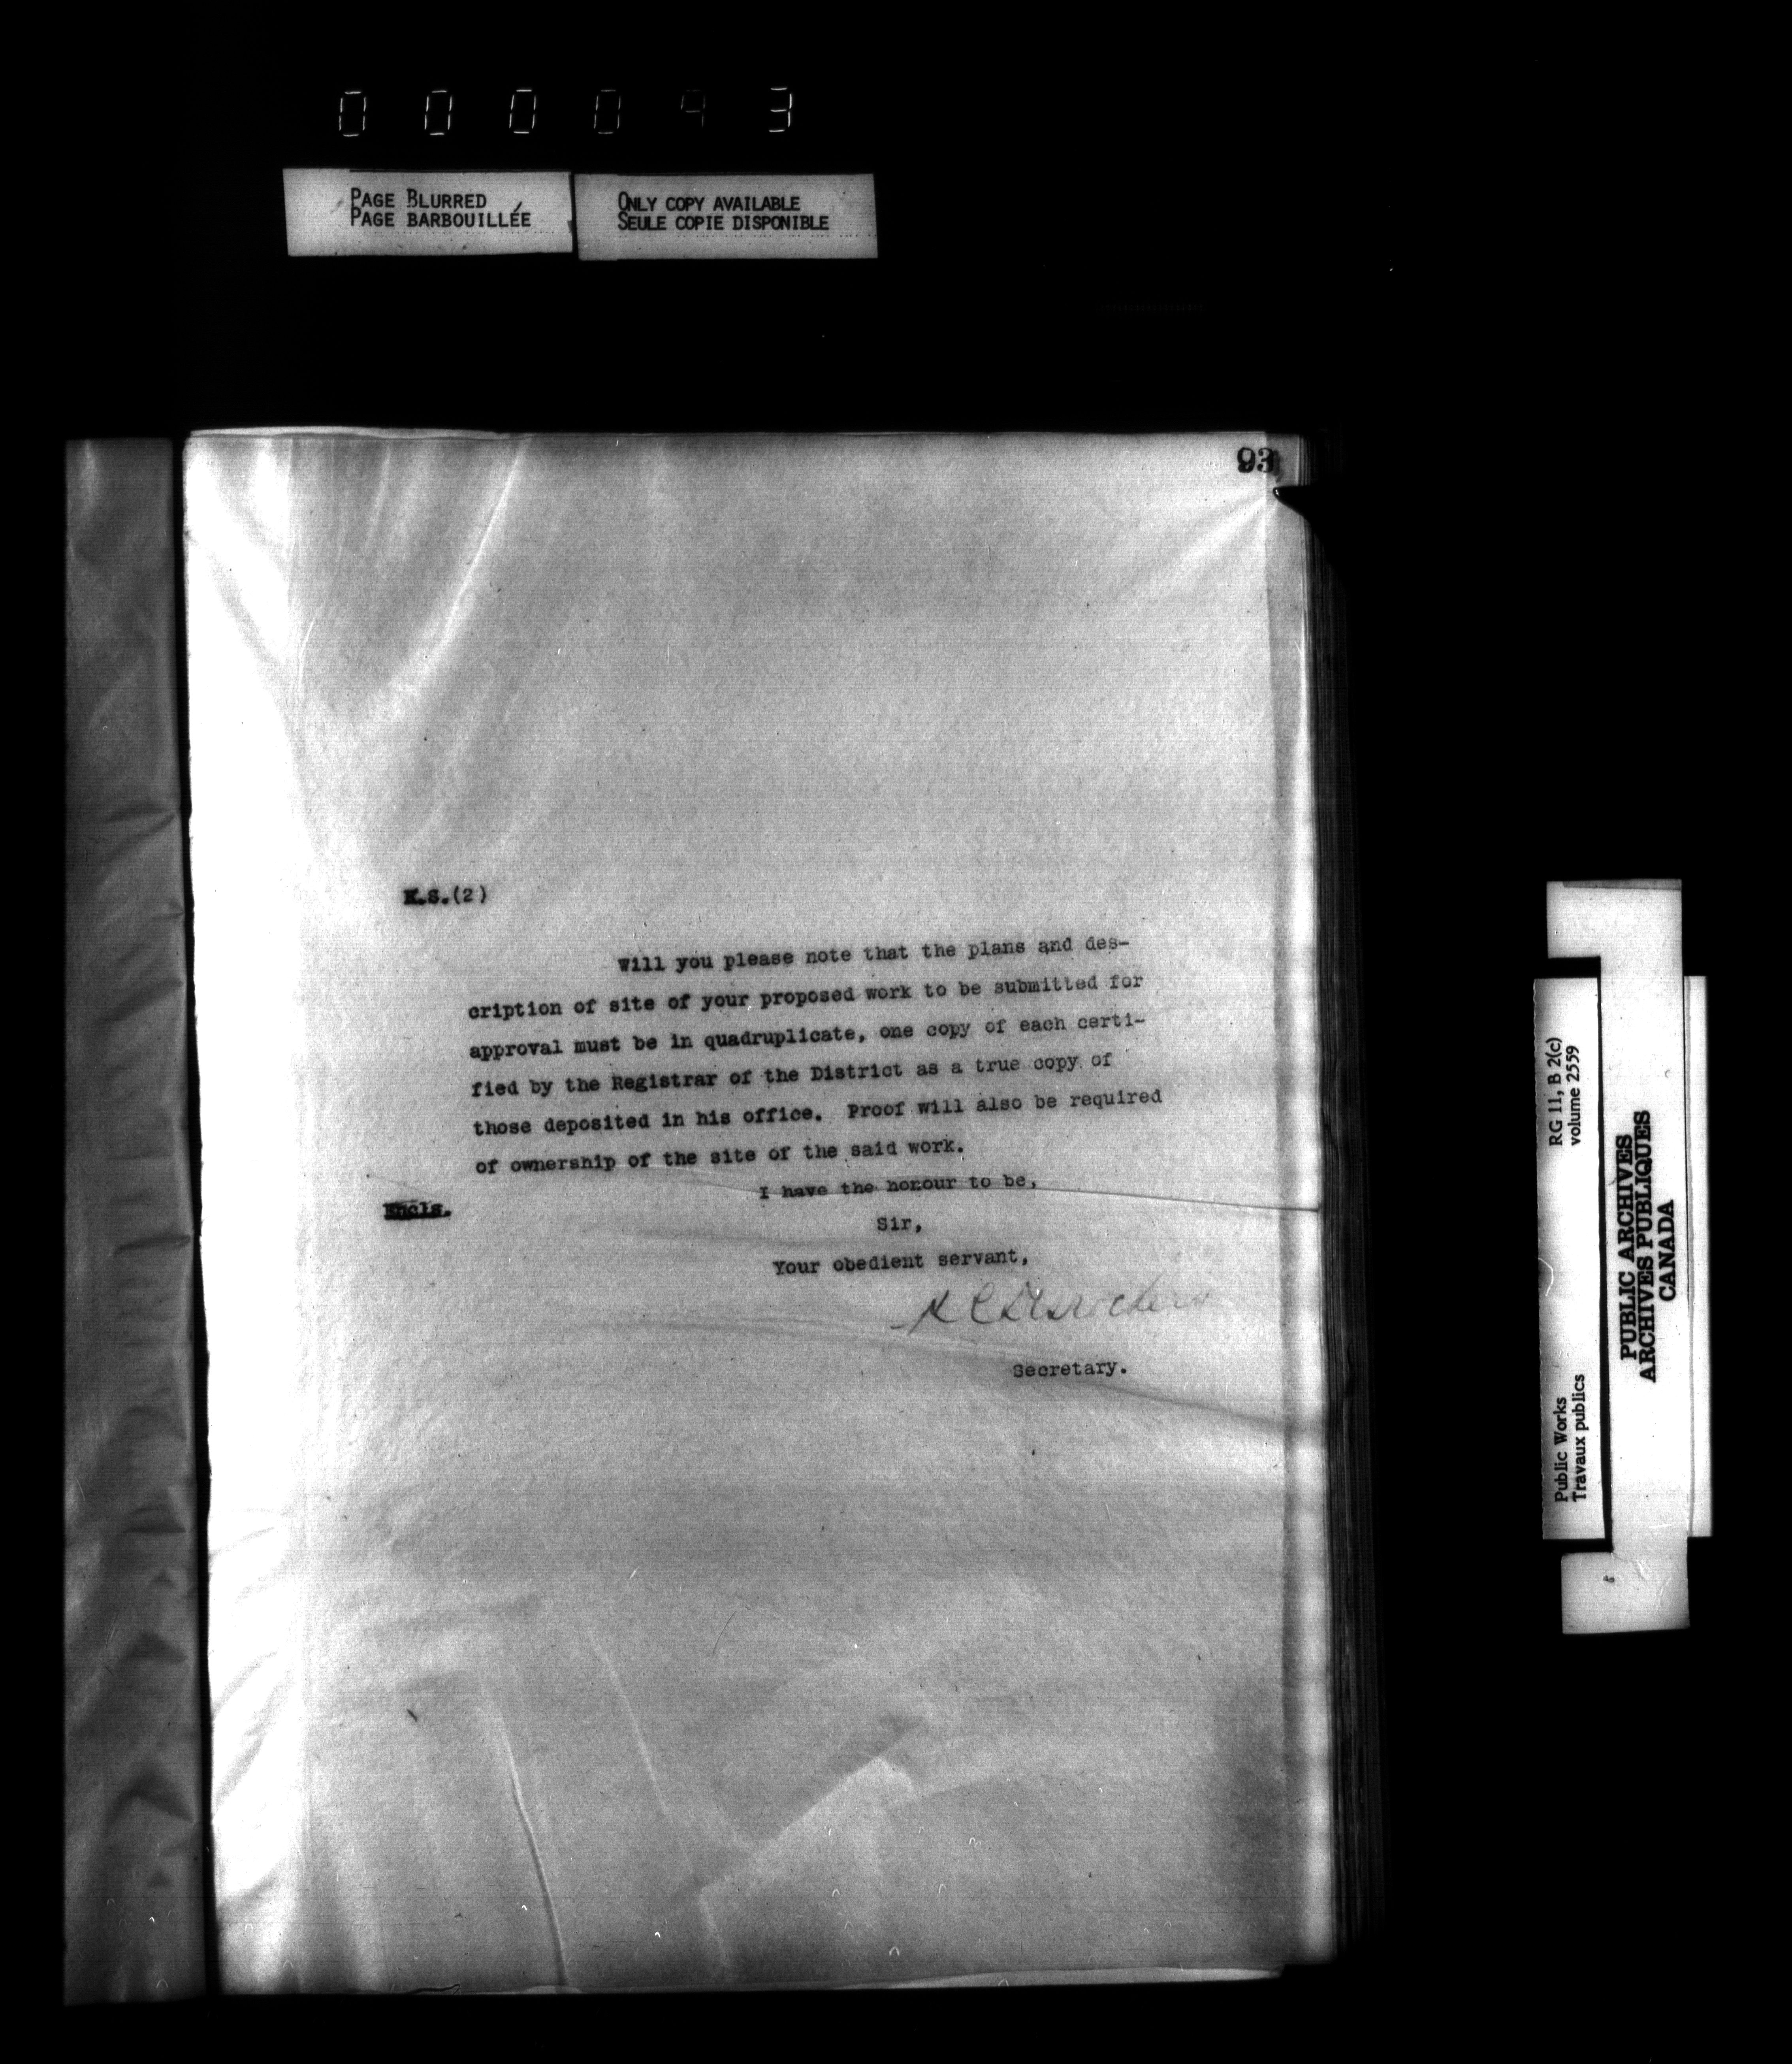 0 0 0 0 9 3
PAGE BLURRED
PAGE BARBOUILLÉE
ONLY COPY AVAILABLE
SEULE COPIE DISPONIBLE
93
K.S.(2)
Will you please note that the plans and des-
cription of site of your proposed work to be submitted for
approval must be in quadruplicate, one copy of each certi-
fied by the Registrar of the District as a true copy of
those deposited in his office. Proof will also be required
of ownership of the site of the said work.
I have the honour to be,
Encls.
Sir,
Your obedient servant,
R C Desrochers
Secretary.
RG 11, B 2(c)
volume 2559
Public Works
Travaux publics
PUBLIC ARCHIVES
ARCHIVES PUBLIQUES
CANADA